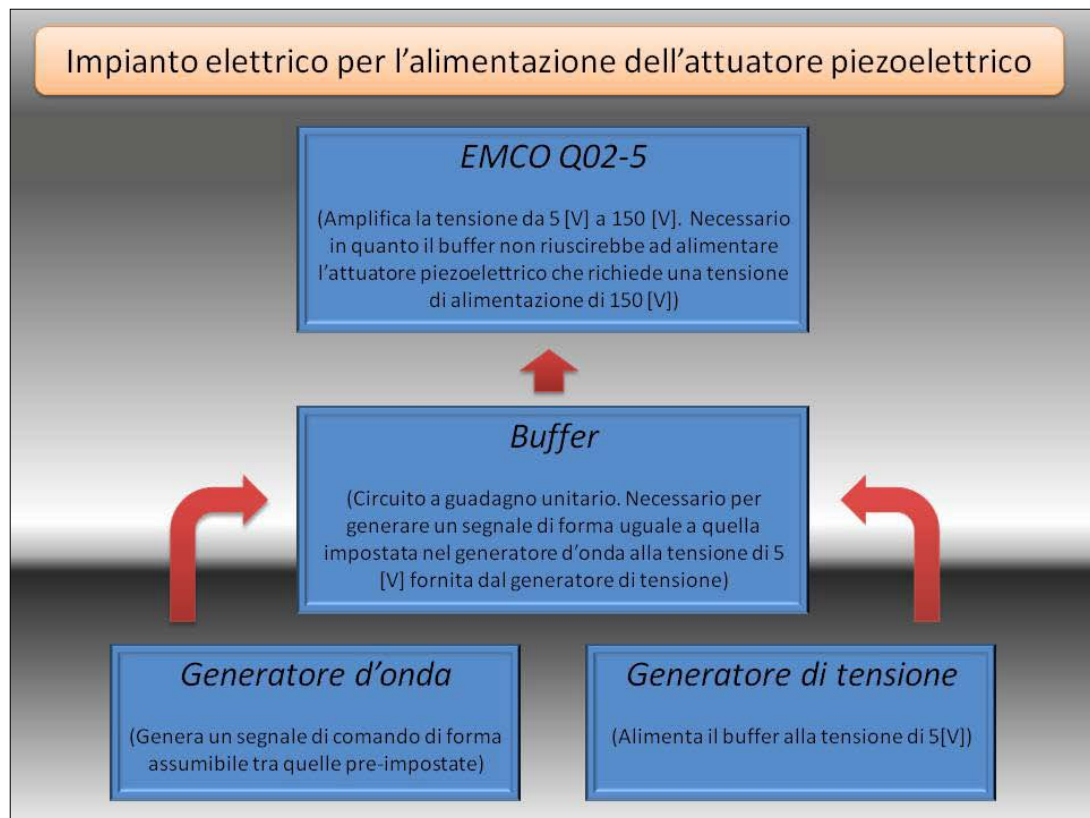 Impianto elettrico per l'alimentazione dell'attuatore piezoelettrico
EMCO Q02-5
(Amplifica la tensione da 5 [V] a 150 [V]. Necessario
in quanto il buffer non riuscirebbe ad alimentare
l'attuatore piezoelettrico che richiede una tensione
di alimentazione di 150 [V])
Buffer
(Circuito a guadagno unitario. Necessario per
generare un segnale di forma uguale a quella
impostata nel generatore d'onda alla tensione di 5
[V] fornita dal generatore di tensione)
Generatore d'onda
(Genera un segnale di comando di forma
assumibile tra quelle pre-impostate)
Generatore di tensione
(Alimenta il buffer alla tensione di 5[V])